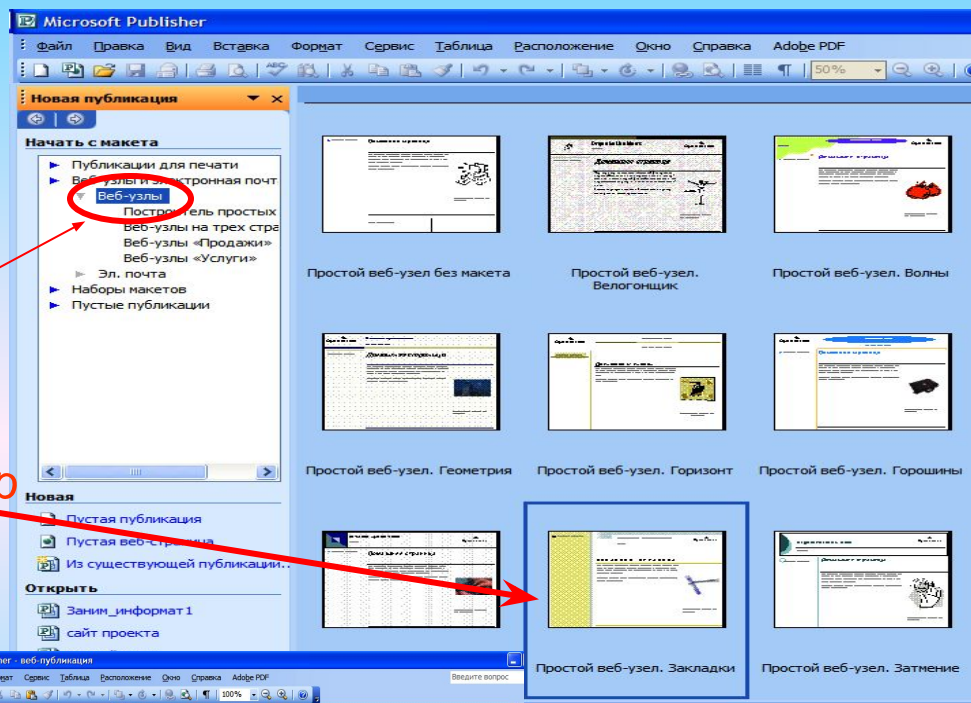 Microsoft Publisher
Файл Правка Вид Вставка Формат Сервис Таблица Расположение Окно Справка Adobe PDF
50%
Новая публикация
Начать с макета
Публикации для печати
Веб-узлы и электронная почт
Веб-узлы
Построитель простых
Веб-узлы на трех стра
Веб-узлы «Продажи»
Веб-узлы «Услуги»
Эл. почта
Наборы макетов
Пустые публикации
Новая
Пустая публикация
Пустая веб-страница
Из существующей публикации..
Открыть
Заним_информат1
сайт проекта
Простой веб-узел без макета
Простой веб-узел. Велогонщик
Простой веб-узел. Волны
Простой веб-узел. Геометрия
Простой веб-узел. Горизонт
Простой веб-узел. Горошины
Простой веб-узел. Закладки
Простой веб-узел. Затмение
her - веб-публикация
мат Сервис Таблица Расположение Окно Справка Adobe PDF
Введите вопрос
100%